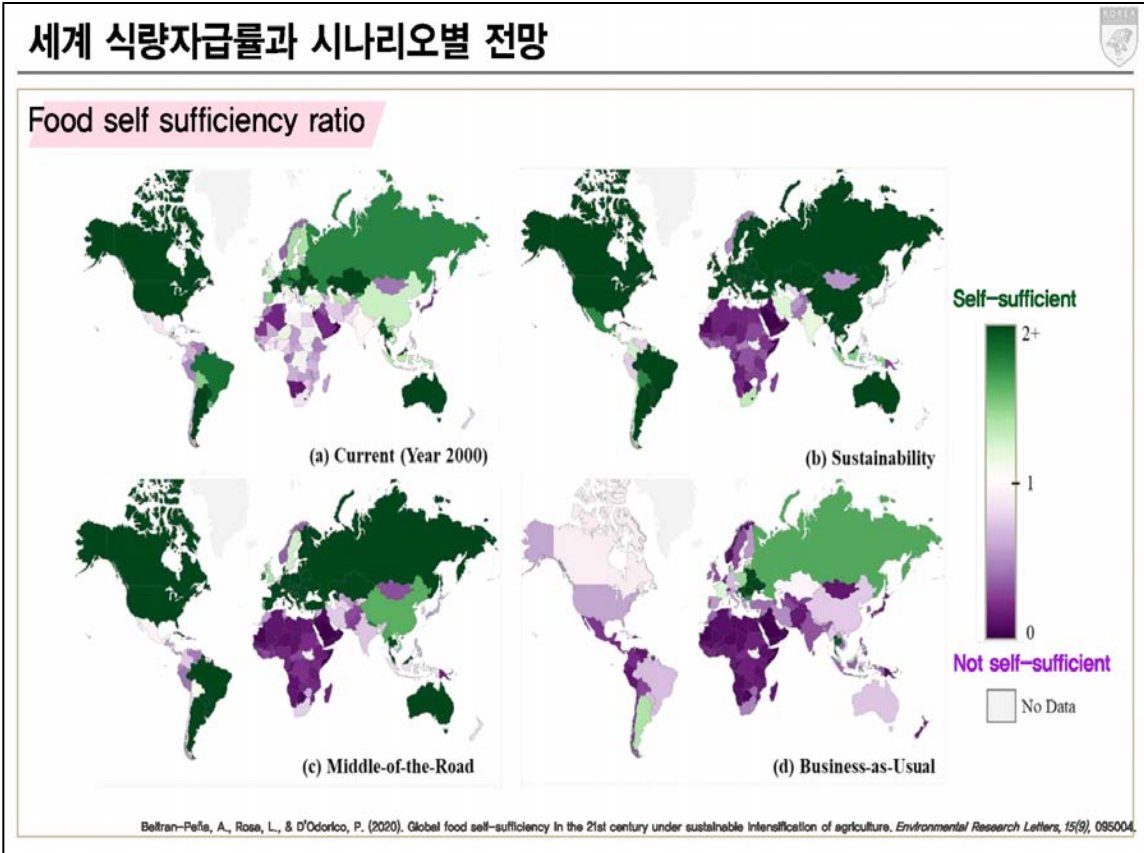 세계 식량자급률과 시나리오별 전망
KOREA
Food self sufficiency ratio
(a) Current (Year 2000)
(b) Sustainability
Self-sufficient
2+
1
0
Not self-sufficient
No Data
(c) Middle-of-the-Road
(d) Business-as-Usual
Beltran-Peña, A., Rosa, L., & D'Odorico, P. (2020). Global food self-sufficiency in the 21st century under sustainable intensification of agriculture. Environmental Research Letters, 15(9), 095004.